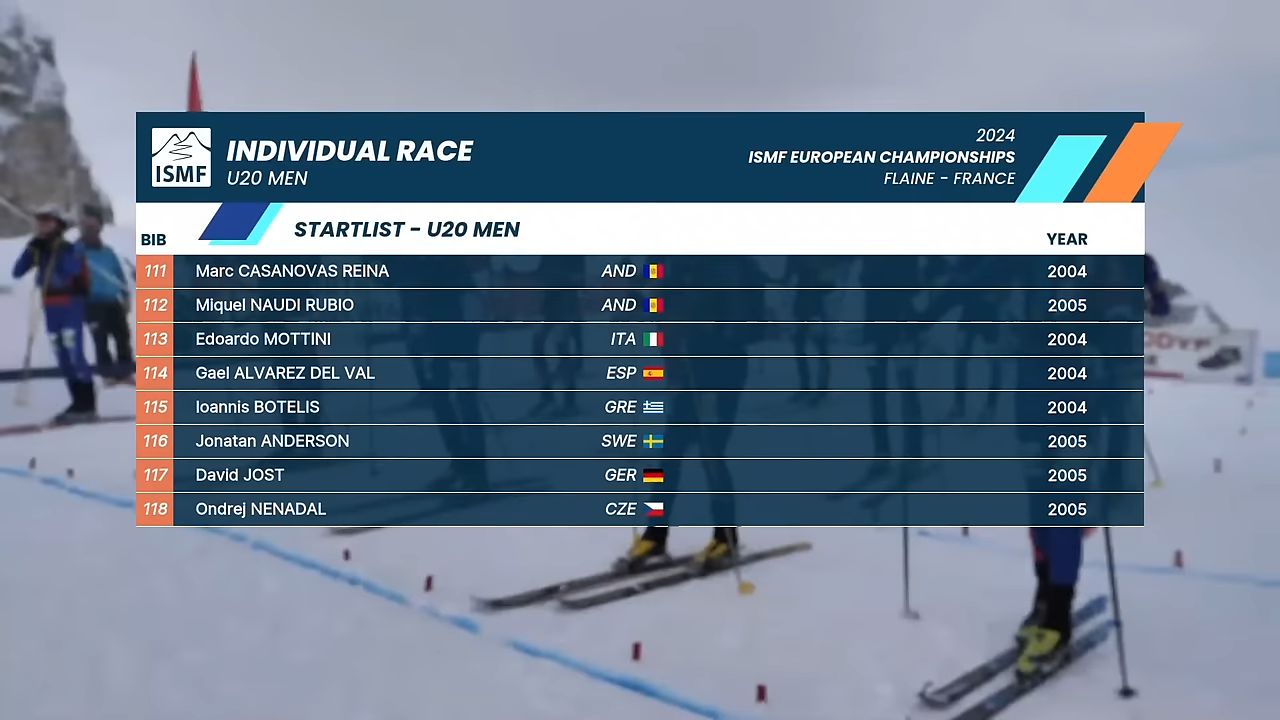 ISMF
INDIVIDUAL RACE
U20 MEN
2024
ISMF EUROPEAN CHAMPIONSHIPS
FLAINE - FRANCE
STARTLIST - U20 MEN
BIB YEAR
111 Marc CASANOVAS REINA AND 2004
112 Miquel NAUDI RUBIO AND 2005
113 Edoardo MOTTINI ITA 2004
114 Gael ALVAREZ DEL VAL ESP 2004
115 Ioannis BOTELIS GRE 2004
116 Jonatan ANDERSON SWE 2005
117 David JOST GER 2005
118 Ondrej NENADAL CZE 2005